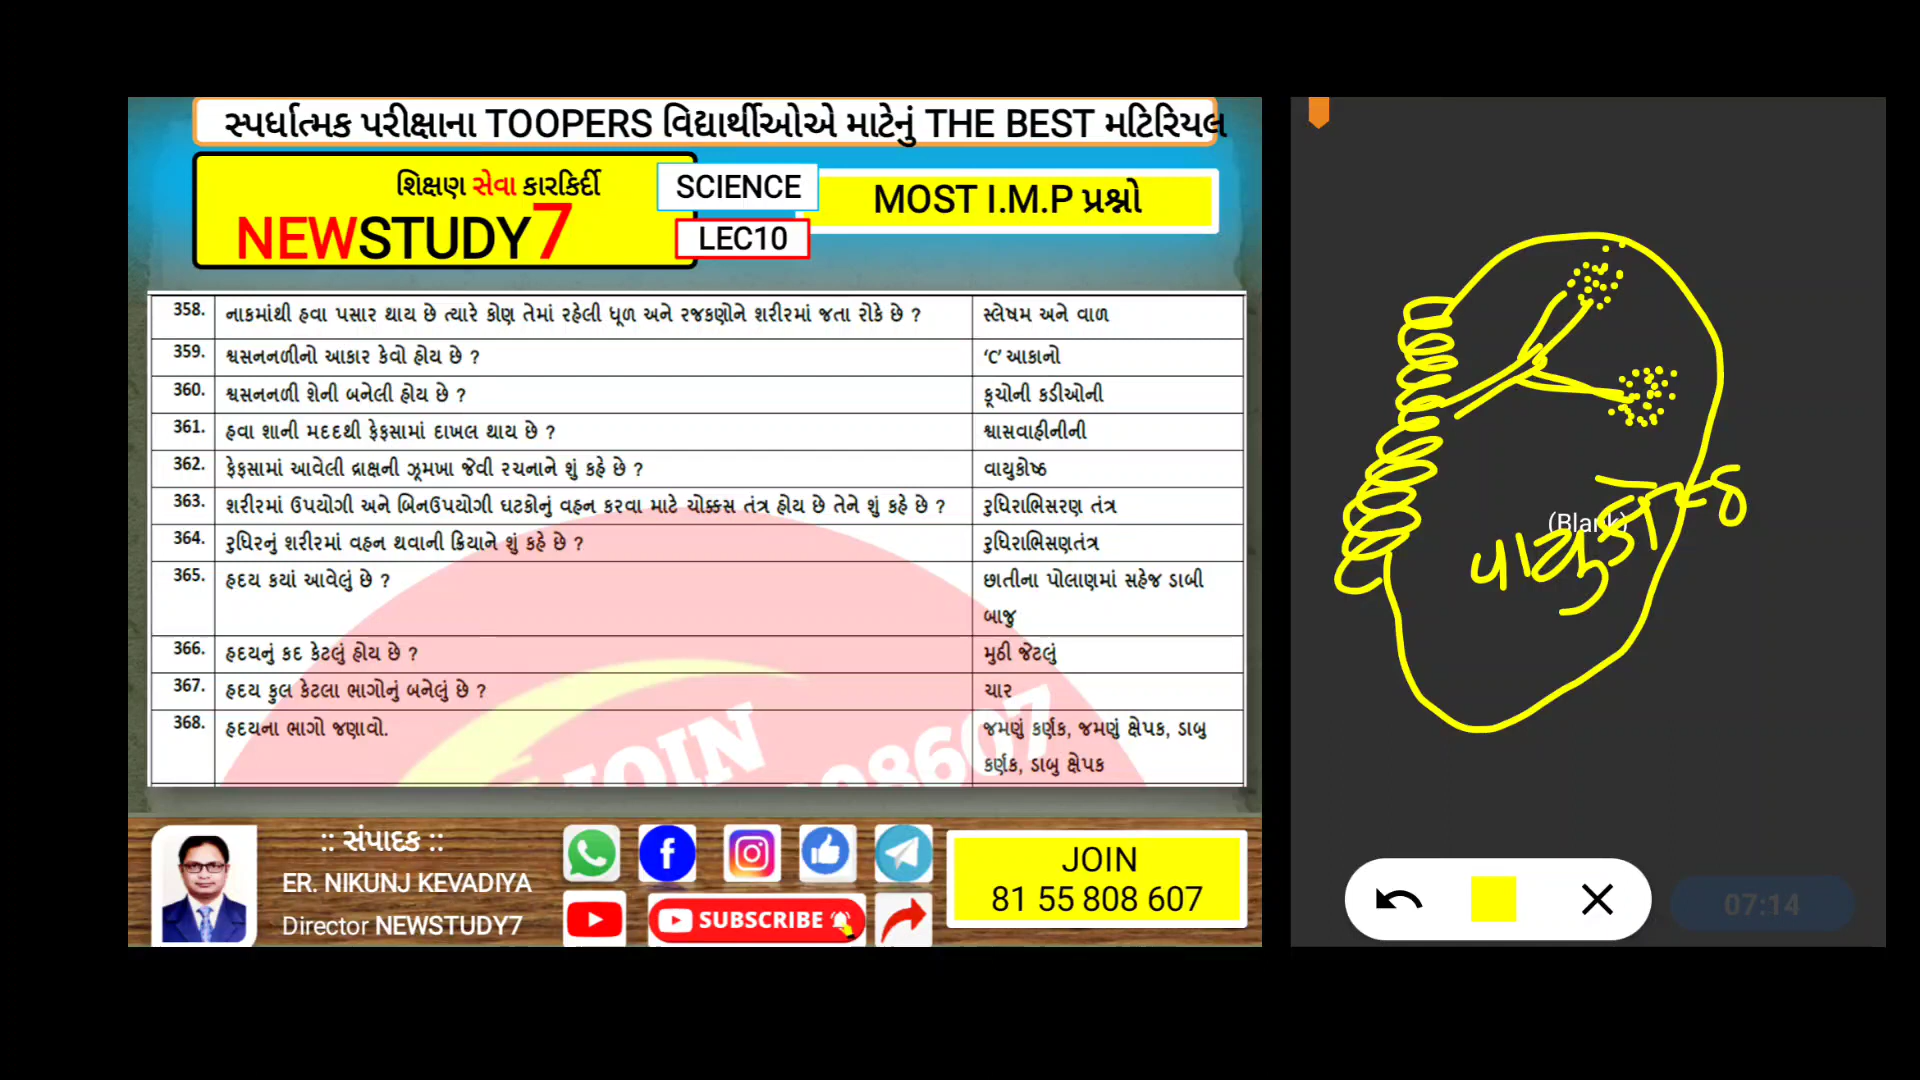 સ્પર્ધાત્મક પરીક્ષાના TOOPERS વિદ્યાર્થીઓએ માટેનું THE BEST મટિરિયલ
શિક્ષણ સેવા કારકિર્દી
NEWSTUDY7
SCIENCE
LEC10
MOST I.M.P પ્રશ્નો
358. નાકમાંથી હવા પસાર થાય છે ત્યારે કોણ તેમાં રહેલી ધૂળ અને રજકણોને શરીરમાં જતા રોકે છે ? સ્લેષમ અને વાળ
359. શ્વસનનળીનો આકાર કેવો હોય છે ? ‘C’ આકાનો
360. શ્વસનનળી શેની બનેલી હોય છે ? કૂચોની કડીઓની
361. હવા શાની મદદથી ફેફસામાં દાખલ થાય છે ? શ્વાસવાહીનીની
362. ફેફસામાં આવેલી દ્રાક્ષની ઝૂમખા જેવી રચનાને શું કહે છે ? વાયુકોષ્ઠ
363. શરીરમાં ઉપયોગી અને બિનઉપયોગી ઘટકોનું વહન કરવા માટે ચોક્કસ તંત્ર હોય છે તેને શું કહે છે ? રુધિરાભિસરણ તંત્ર
364. રુધિરનું શરીરમાં વહન થવાની ક્રિયાને શું કહે છે ? રુધિરાભિસણતંત્ર
365. હૃદય કયાં આવેલું છે ? છાતીના પોલાણમાં સહેજ ડાબી
બાજુ
366. હૃદયનું કદ કેટલું હોય છે ? મુઠી જેટલું
367. હૃદય કુલ કેટલા ભાગોનું બનેલું છે ? ચાર
368. હૃદયના ભાગો જણાવો. જમણું કર્ણક, જમણું ક્ષેપક, ડાબુ
કર્ણક, ડાબુ ક્ષેપક
JOIN
808607
:: સંપાદક ::
ER. NIKUNJ KEVADIYA
Director NEWSTUDY7
SUBSCRIBE
JOIN
81 55 808 607
(Blank)
વાયુકોષ્ઠ
07:14